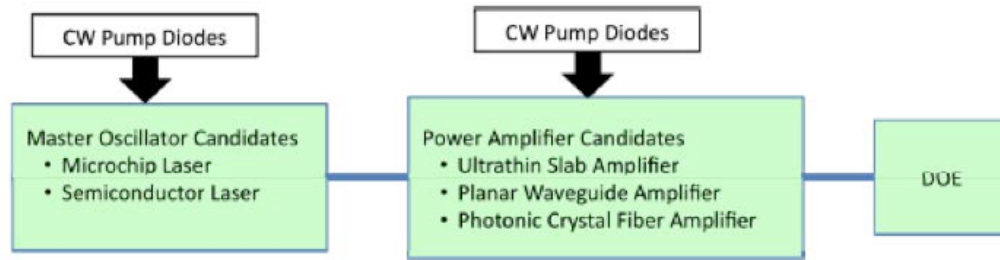 CW Pump Diodes
CW Pump Diodes
Master Oscillator Candidates
• Microchip Laser
• Semiconductor Laser
Power Amplifier Candidates
• Ultrathin Slab Amplifier
• Planar Waveguide Amplifier
• Photonic Crystal Fiber Amplifier
DOE